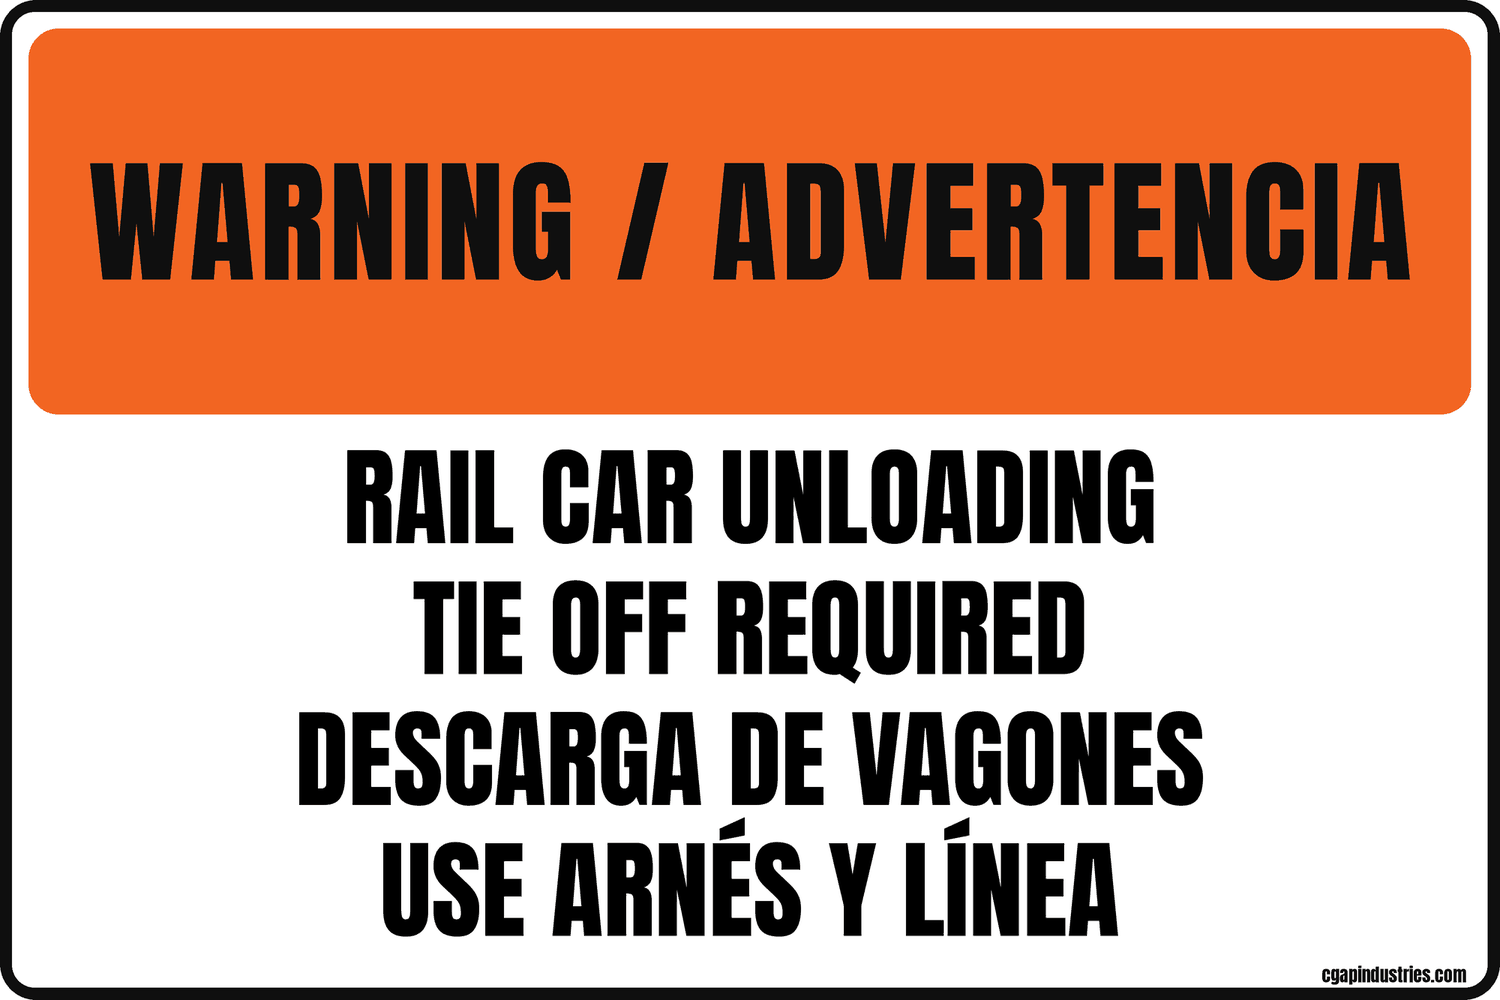 WARNING / ADVERTENCIA
RAIL CAR UNLOADING
TIE OFF REQUIRED
DESCARGA DE VAGONES
USE ARNÉS Y LÍNEA
cgapindustries.com